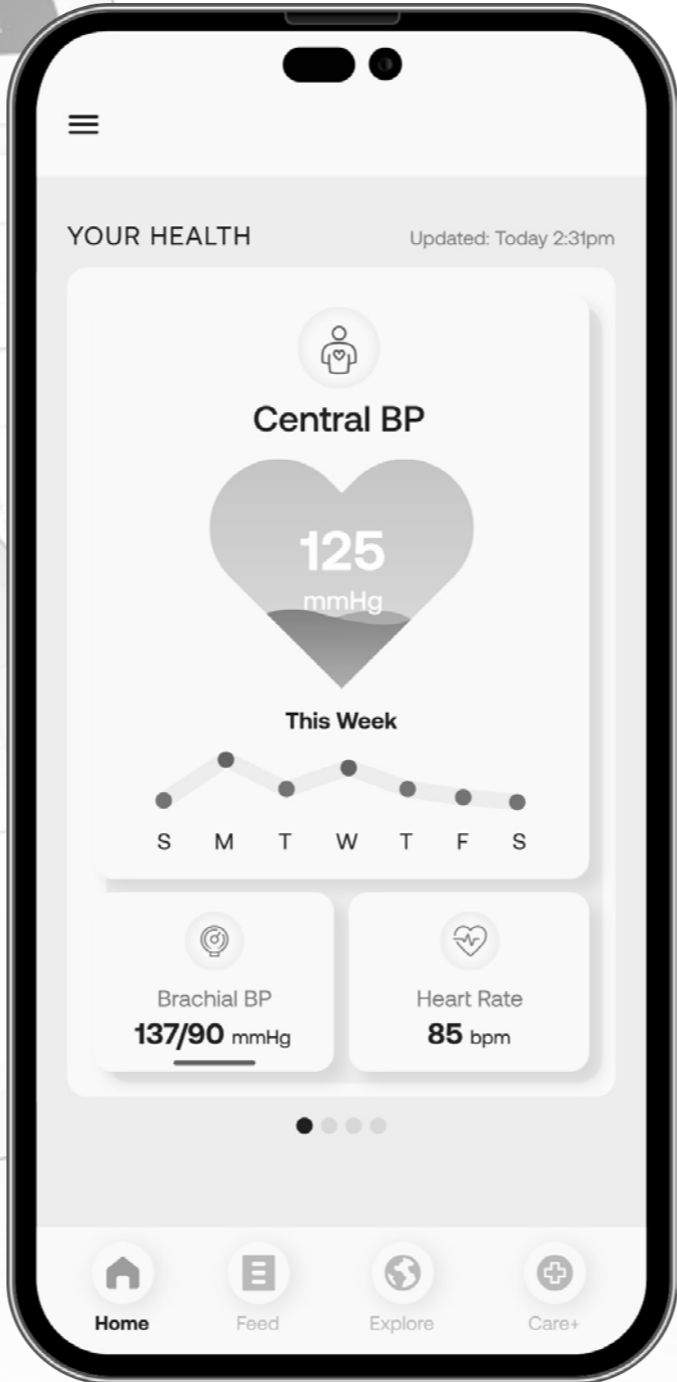 YOUR HEALTH
Updated: Today 2:31pm
Central BP
125
mmHg
This Week
S M T W T F S
Brachial BP
137/90 mmHg
Heart Rate
85 bpm
Home Feed Explore Care+